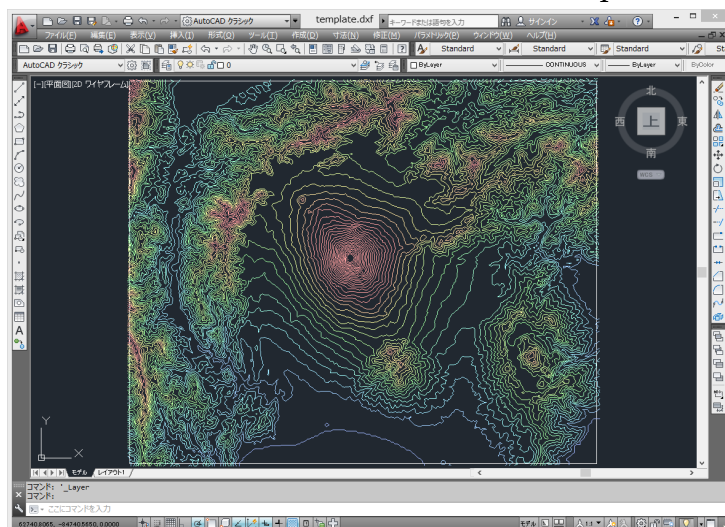 AutoCAD クラシック template.dxf キーワードまたは語句を入力 サインイン
ファイル(F) 編集(E) 表示(V) 挿入(I) 形式(O) ツール(T) 作成(D) 寸法(N) 修正(M) パラメトリック(P) ウィンドウ(W) ヘルプ(H)
Standard Standard Standard
AutoCAD クラシック 0 ByLayer CONTINUOUS ByLayer ByColor
[-][平面図][2D ワイヤフレーム]
北
西 上 東
南
WCS
Y
X
モデル レイアウト1
コマンド: '_Layer
コマンド:
ここにコマンドを入力
モデル 人 1:1